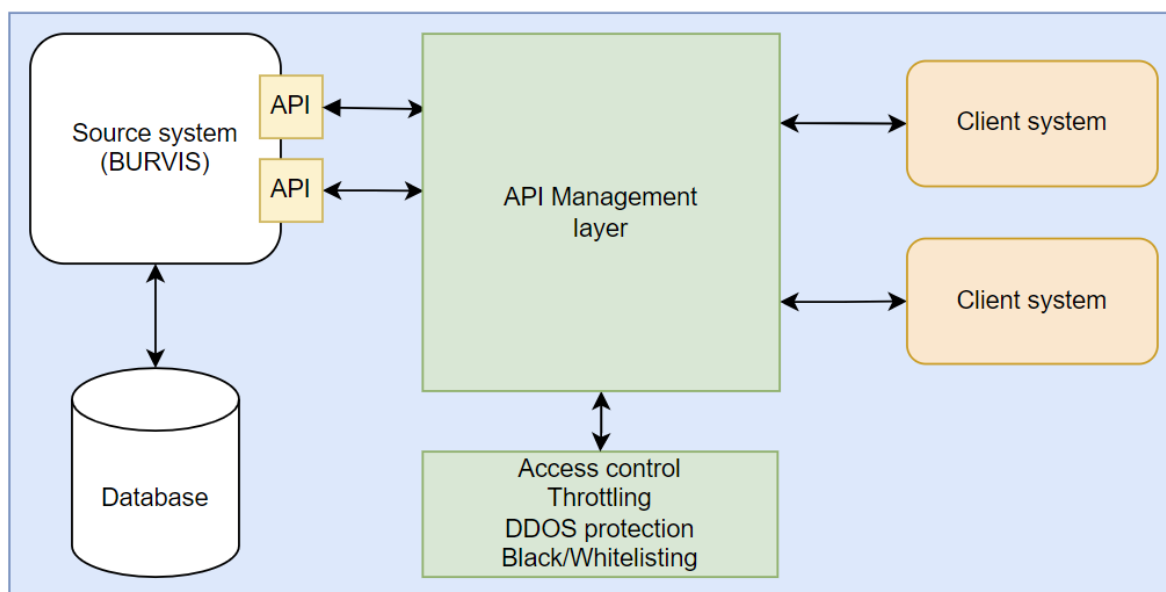 Source system
(BURVIS)
API
API
API Management
layer
Client system
Client system
Database
Access control
Throttling
DDOS protection
Black/Whitelisting